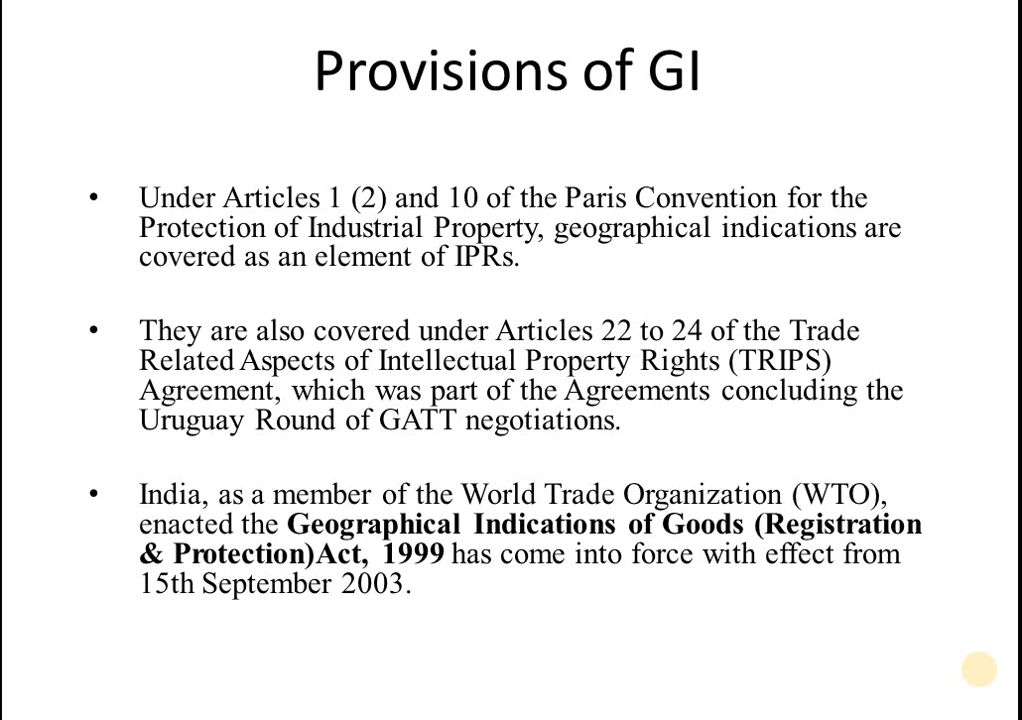 Provisions of GI
• Under Articles 1 (2) and 10 of the Paris Convention for the
Protection of Industrial Property, geographical indications are
covered as an element of IPRs.
• They are also covered under Articles 22 to 24 of the Trade
Related Aspects of Intellectual Property Rights (TRIPS)
Agreement, which was part of the Agreements concluding the
Uruguay Round of GATT negotiations.
• India, as a member of the World Trade Organization (WTO),
enacted the Geographical Indications of Goods (Registration
& Protection)Act, 1999 has come into force with effect from
15th September 2003.